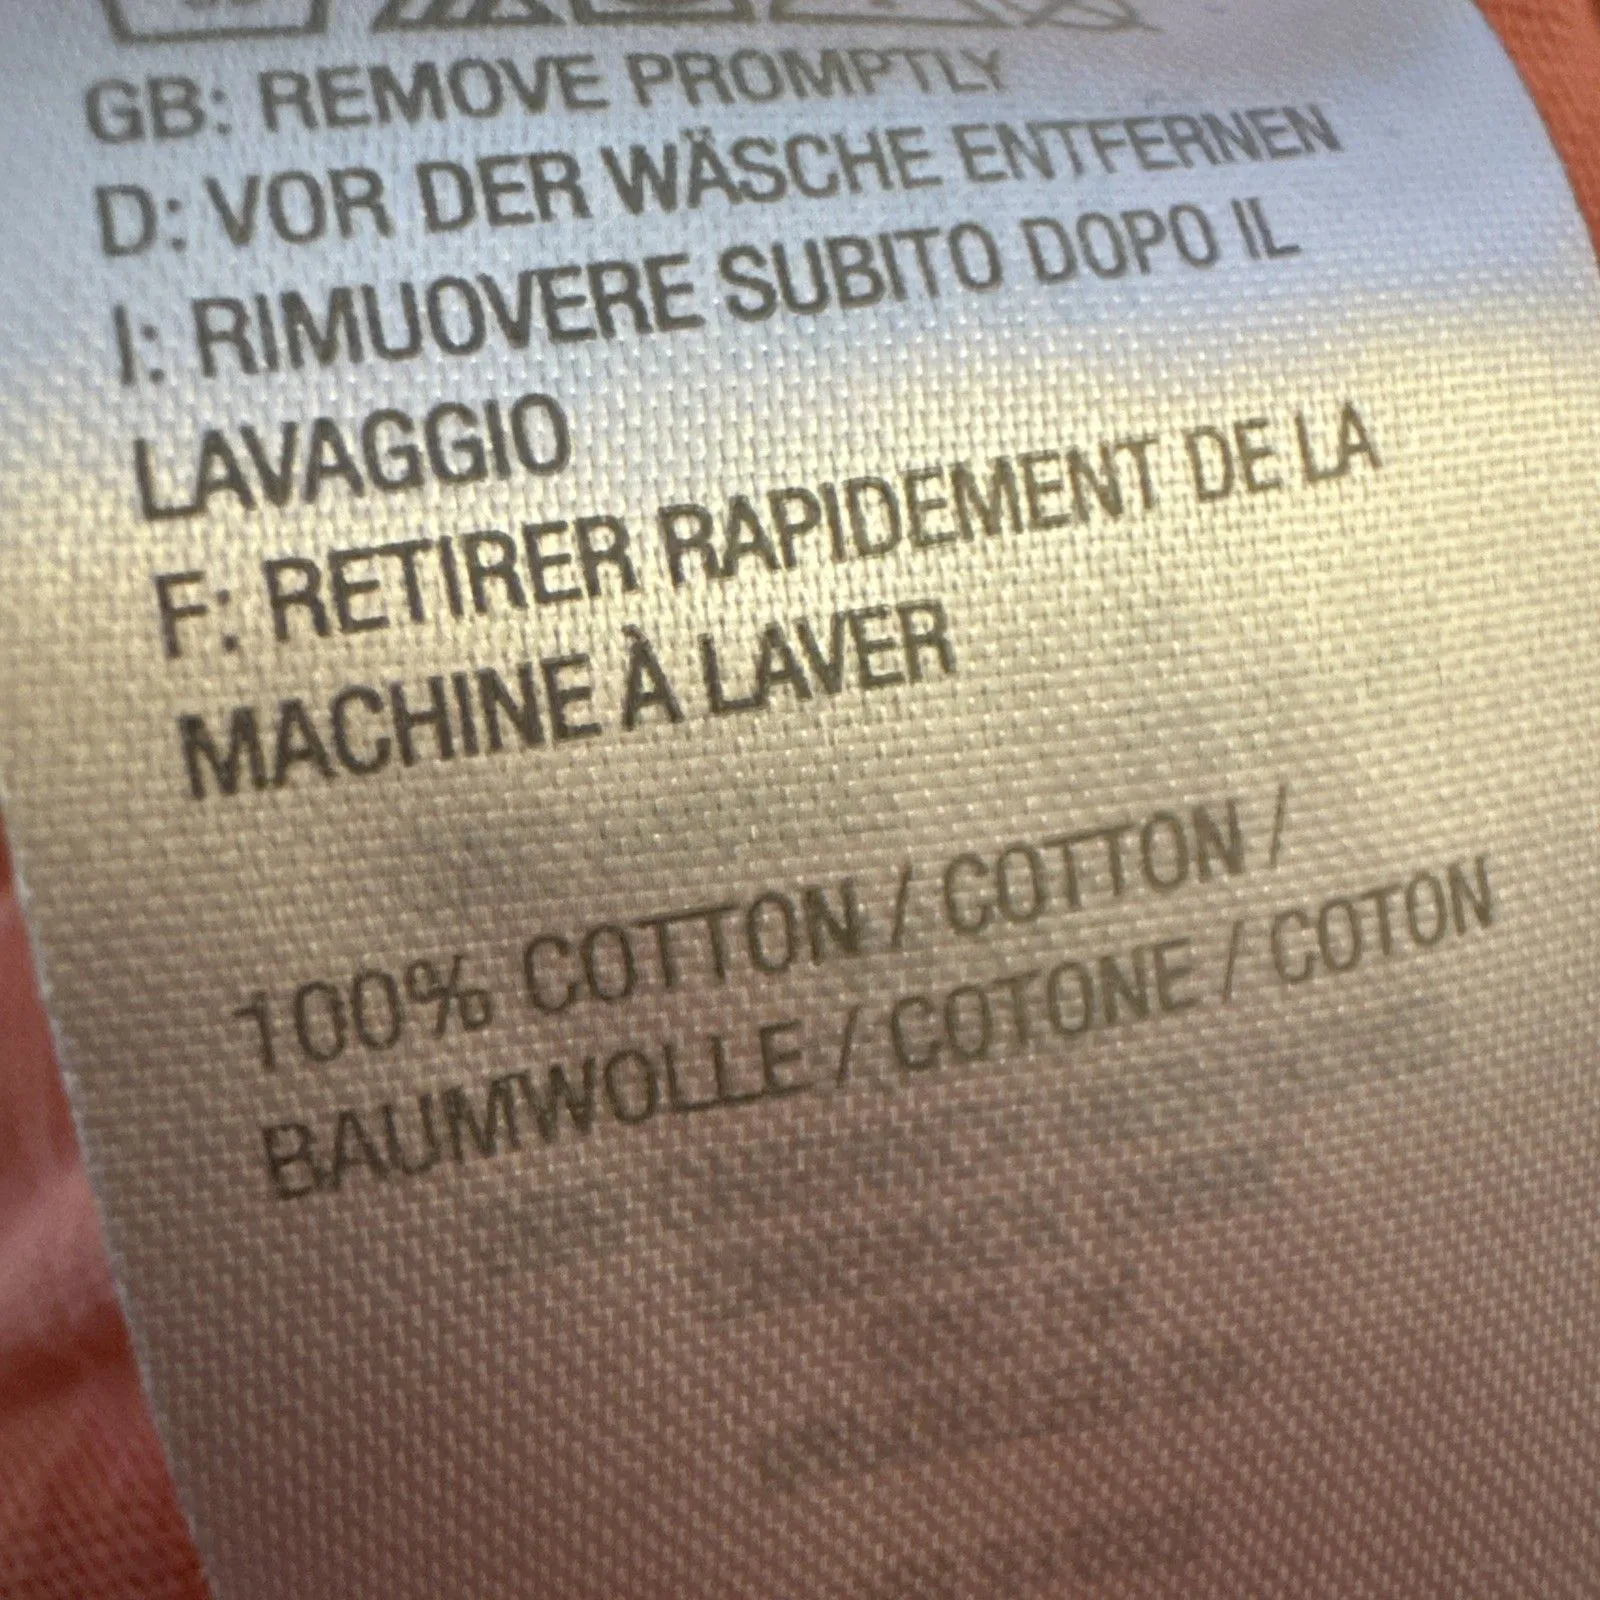 GB: REMOVE PROMPTLY
D: VOR DER WÄSCHE ENTFERNEN
I: RIMUOVERE SUBITO DOPO IL
LAVAGGIO
F: RETIRER RAPIDEMENT DE LA
MACHINE À LAVER
100% COTTON / COTTON /
BAUMWOLLE / COTONE / COTON